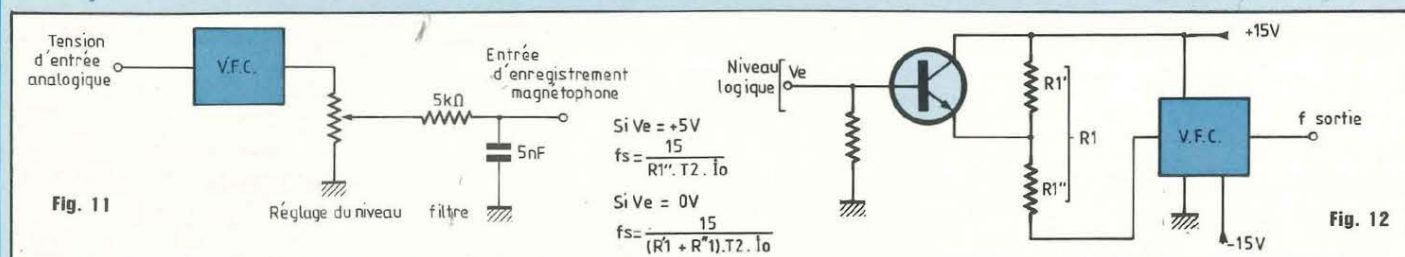 Tension
d'entrée
analogique
V.F.C.
5kΩ
Entrée
d'enregistrement
magnétophone
5nF
Réglage du niveau
filtre
Fig. 11
Si Ve = +5V
fs = 15
R1". T2 . Io
Si Ve = 0V
fs = 15
(R'1 + R"1).T2 . Io
Niveau
logique
Ve
+15V
R1'
R1
R1"
V.F.C.
f sortie
-15V
Fig. 12